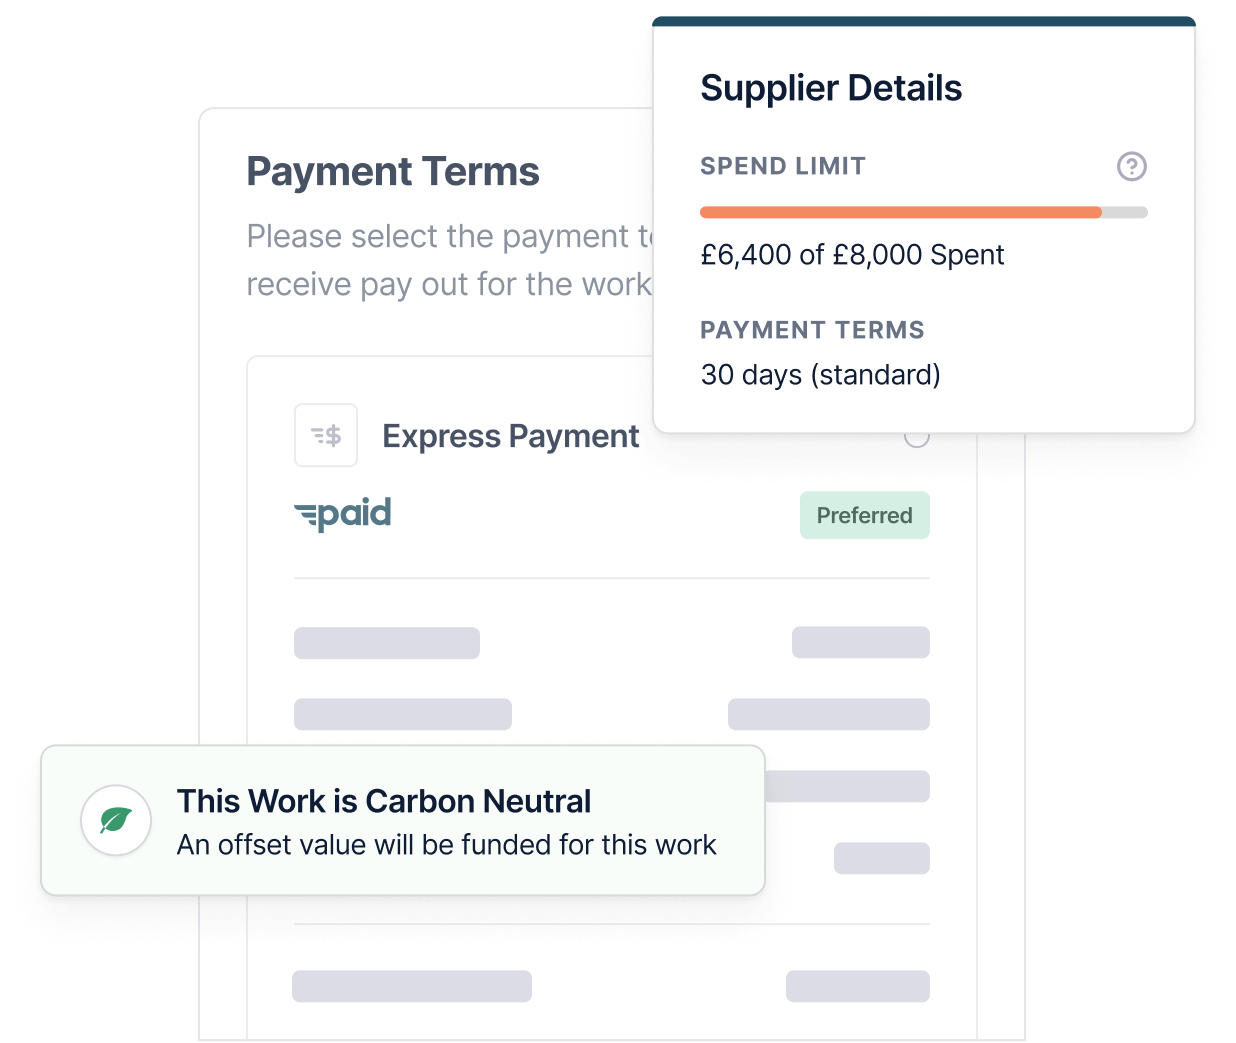 Supplier Details
SPEND LIMIT
?
£6,400 of £8,000 Spent
PAYMENT TERMS
30 days (standard)
Payment Terms
Please select the payment
receive pay out for the work
Express Payment
$
paid
Preferred
This Work is Carbon Neutral
An offset value will be funded for this work